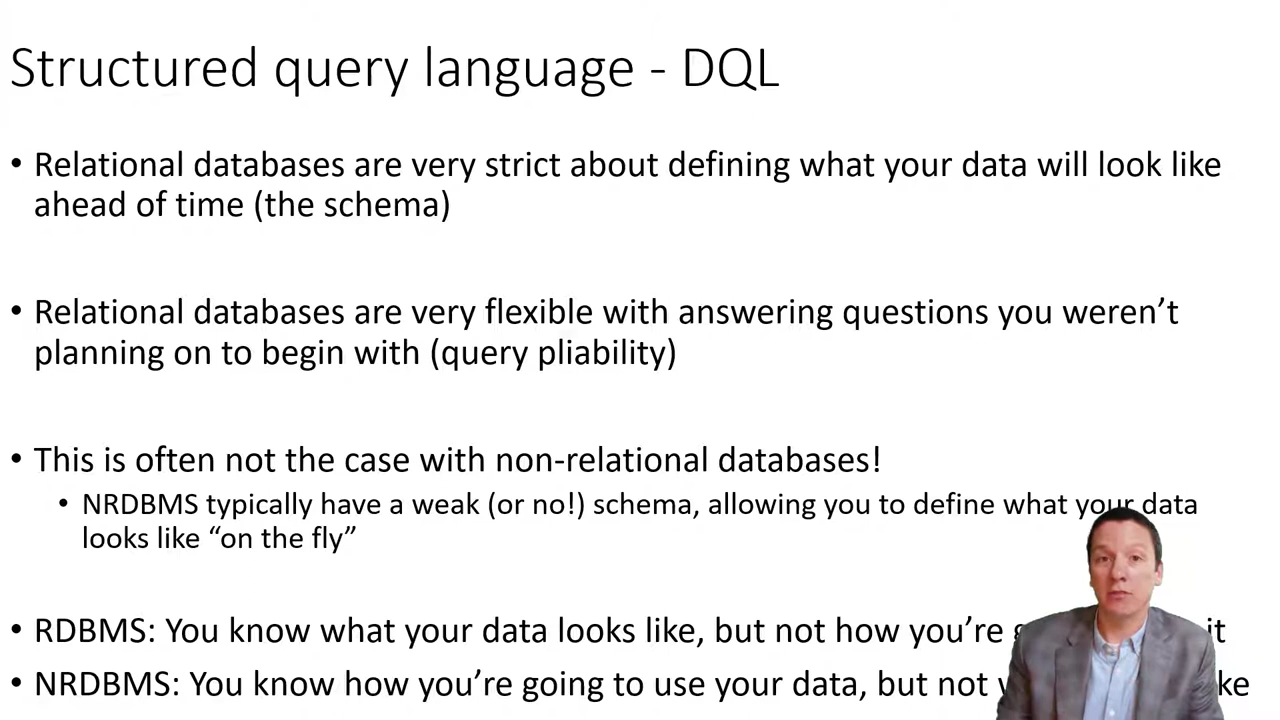 Structured query language - DQL
• Relational databases are very strict about defining what your data will look like
ahead of time (the schema)
• Relational databases are very flexible with answering questions you weren’t
planning on to begin with (query pliability)
• This is often not the case with non-relational databases!
• NRDBMS typically have a weak (or no!) schema, allowing you to define what your data
looks like “on the fly”
• RDBMS: You know what your data looks like, but not how you’re it
• NRDBMS: You know how you’re going to use your data, but not